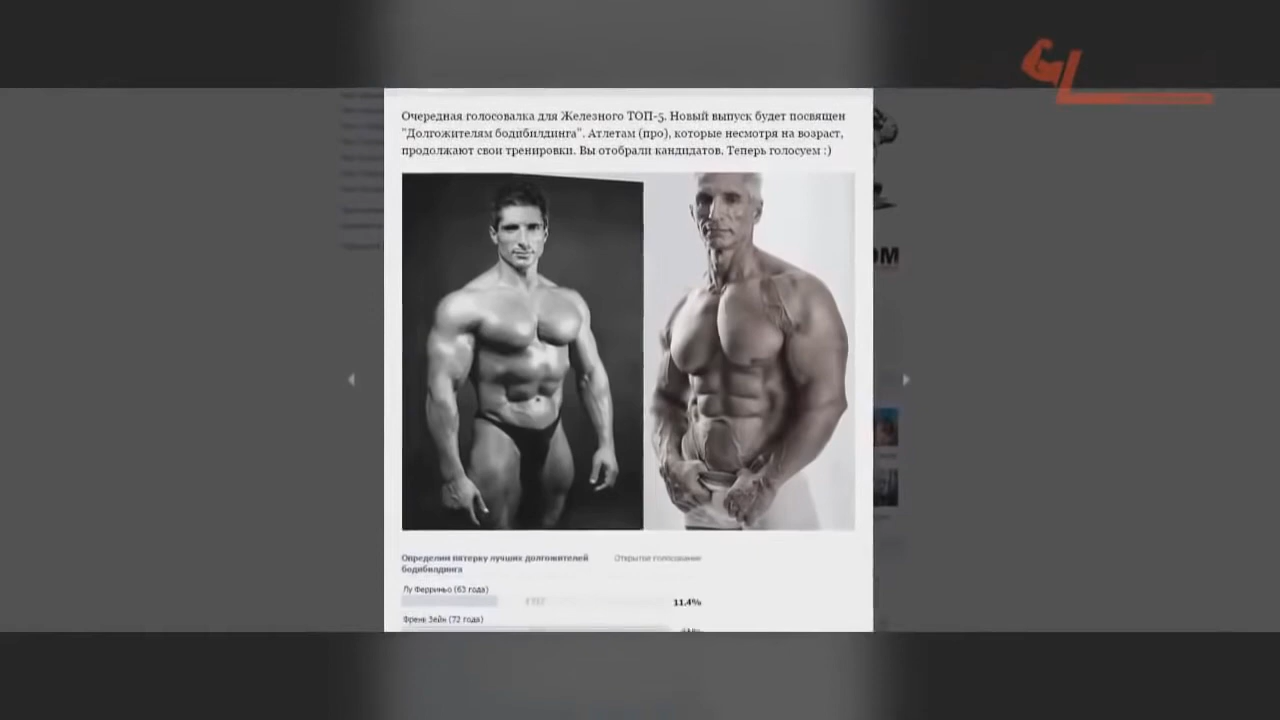 Очередная голосовалка для Железного ТОП-5. Новый выпуск будет посвящен
"Долгожителям бодибилдинга". Атлетам (про), которые несмотря на возраст,
продолжают свои тренировки. Вы отобрали кандидатов. Теперь голосуем :)
ОМ
Определим пятерку лучших долгожителей Открытое голосование
бодибилдинга
Лу Ферриньо (63 года)
11.4%
Френк Зейн (72 года)